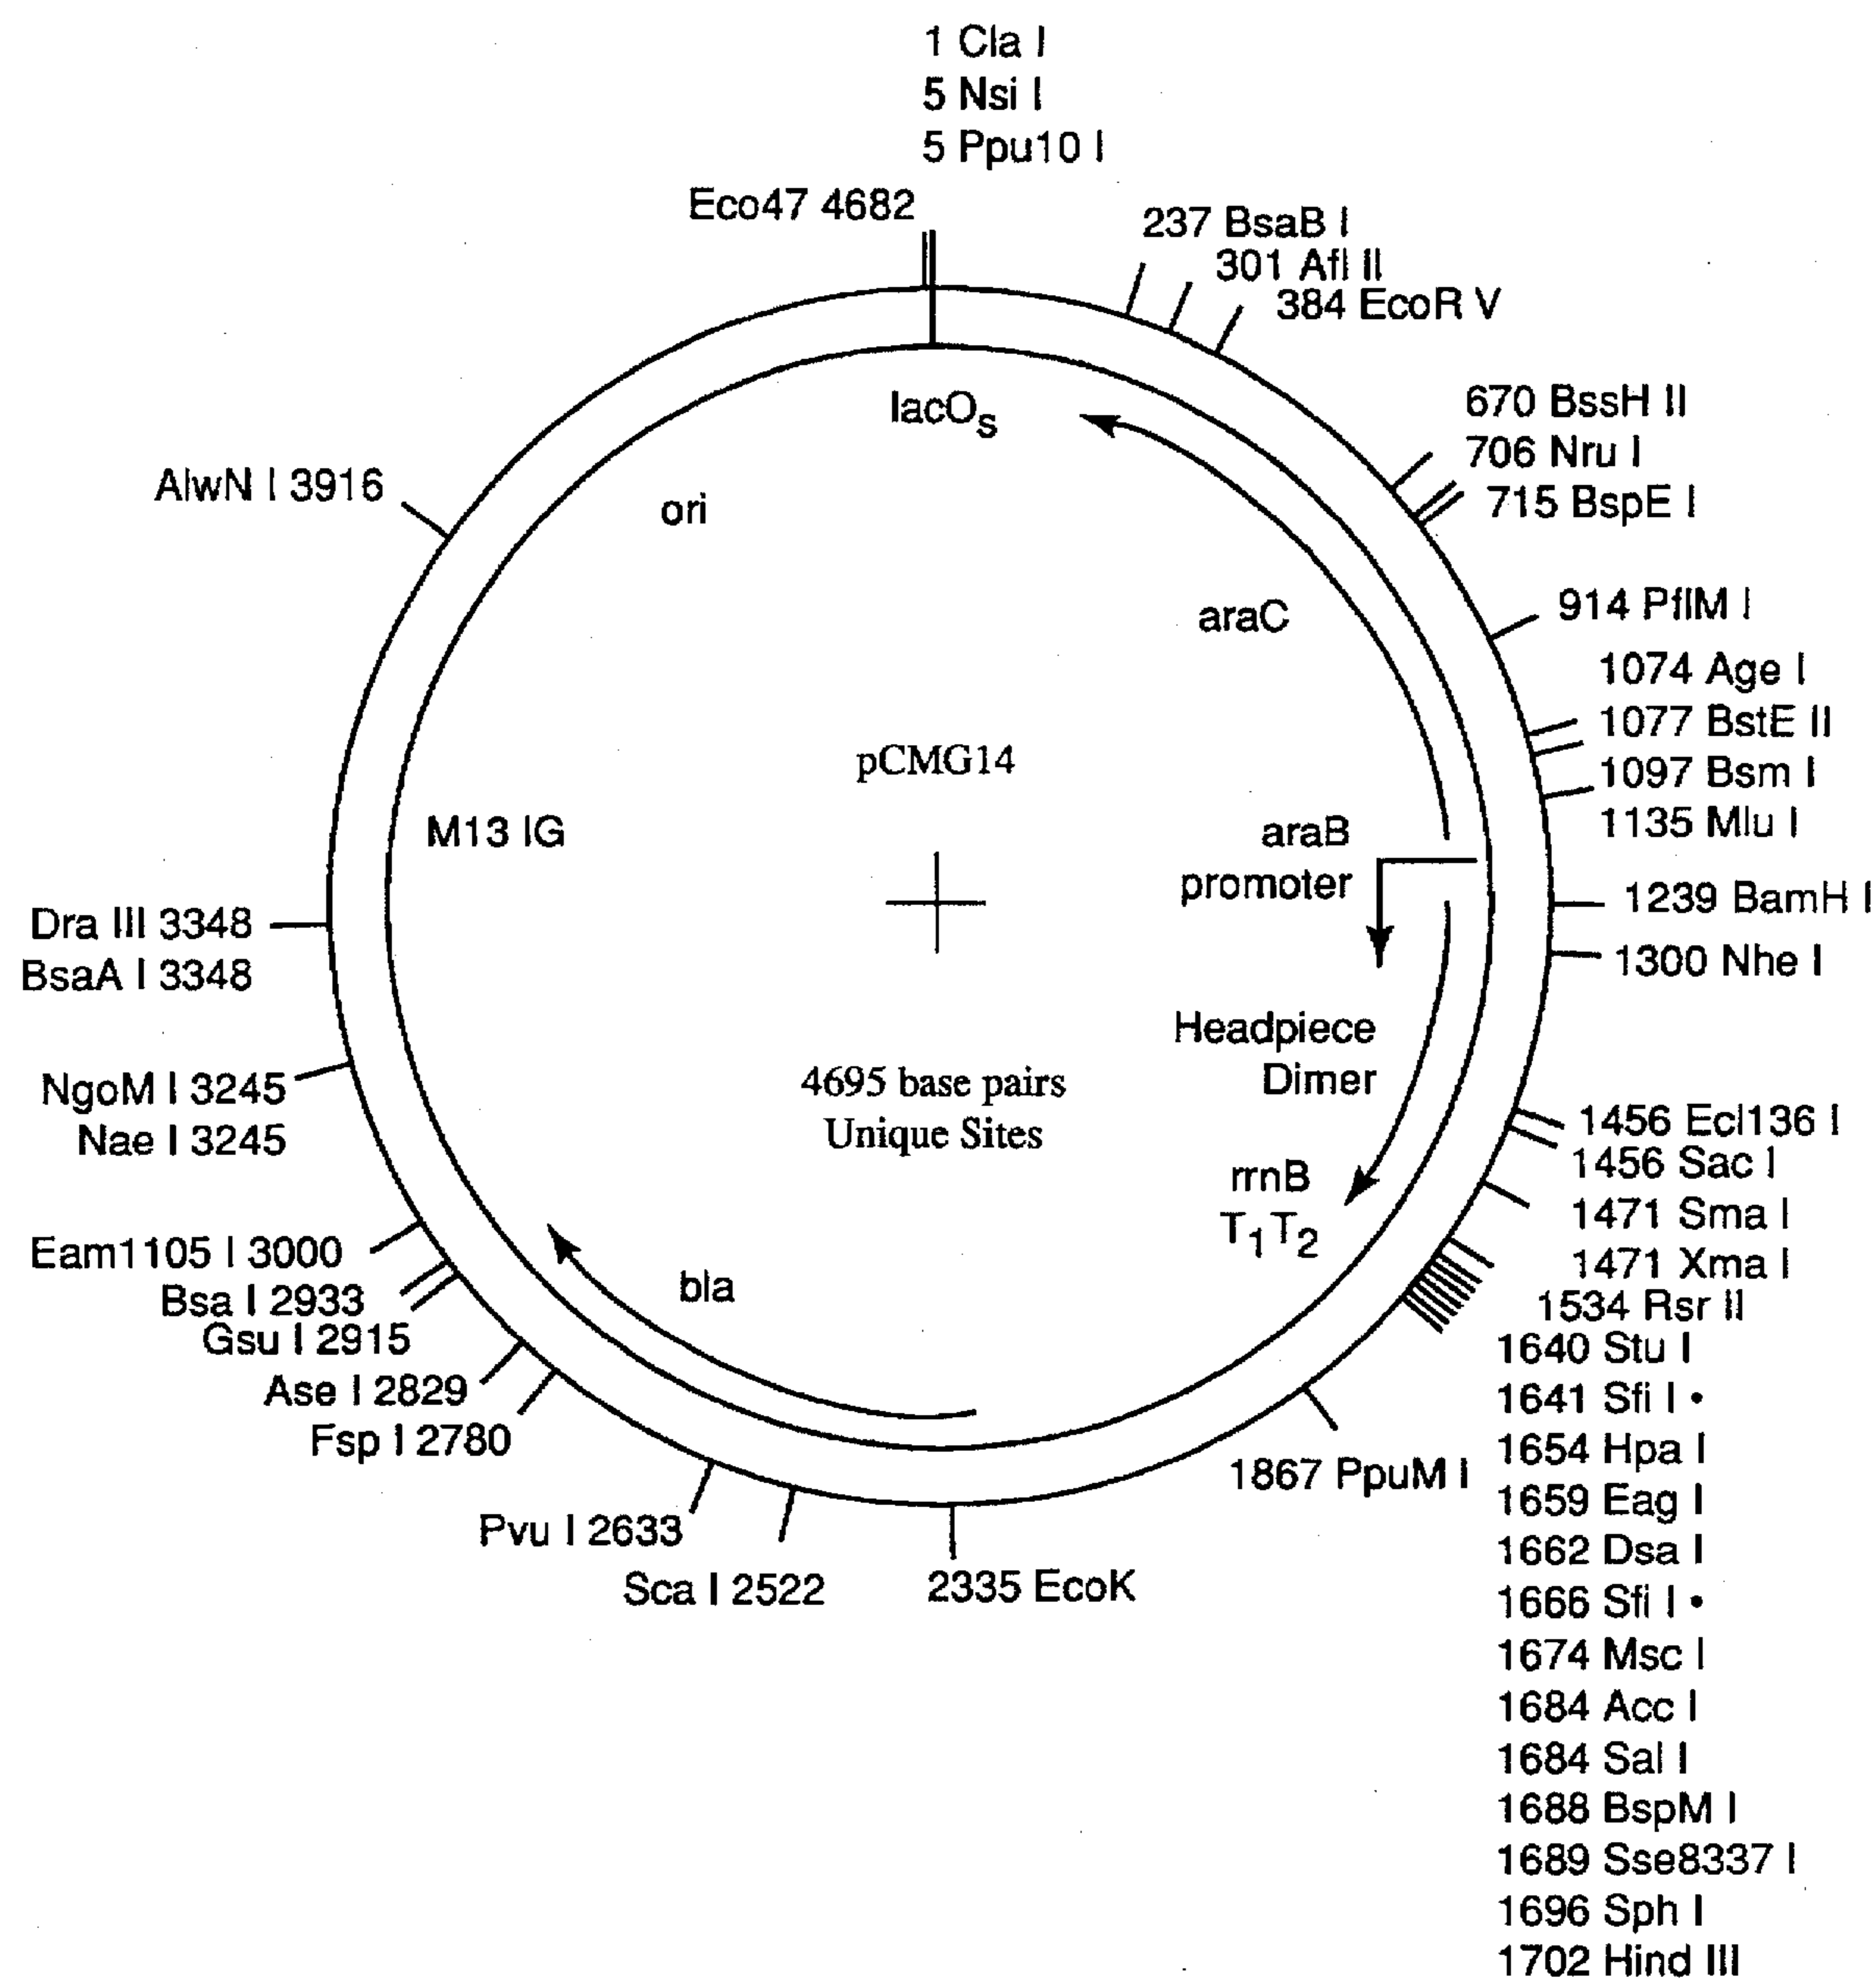 1 Cla I
5 Nsi I
5 Ppu10 I
Eco47 4682
237 BsaB I
301 Afl II
384 EcoR V
670 BssH II
706 Nru I
715 BspE I
914 PflM I
1074 Age I
1077 BstE II
1097 Bsm I
1135 Mlu I
1239 BamH I
1300 Nhe I
1456 Ecl136 I
1456 Sac I
1471 Sma I
1471 Xma I
1534 Rsr II
1640 Stu I
1641 Sfi I •
1654 Hpa I
1659 Eag I
1662 Dsa I
1666 Sfi I •
1674 Msc I
1684 Acc I
1684 Sal I
1688 BspM I
1689 Sse8337 I
1696 Sph I
1702 Hind III
1867 PpuM I
2335 EcoK
Sca I 2522
Pvu I 2633
Fsp I 2780
Ase I 2829
Gsu I 2915
Bsa I 2933
Eam1105 I 3000
Nae I 3245
NgoM I 3245
BsaA I 3348
Dra III 3348
AlwN I 3916
lacOs
ori
araC
pCMG14
M13 IG
araB
promoter
Headpiece
Dimer
4695 base pairs
Unique Sites
rrnB
T1T2
bla